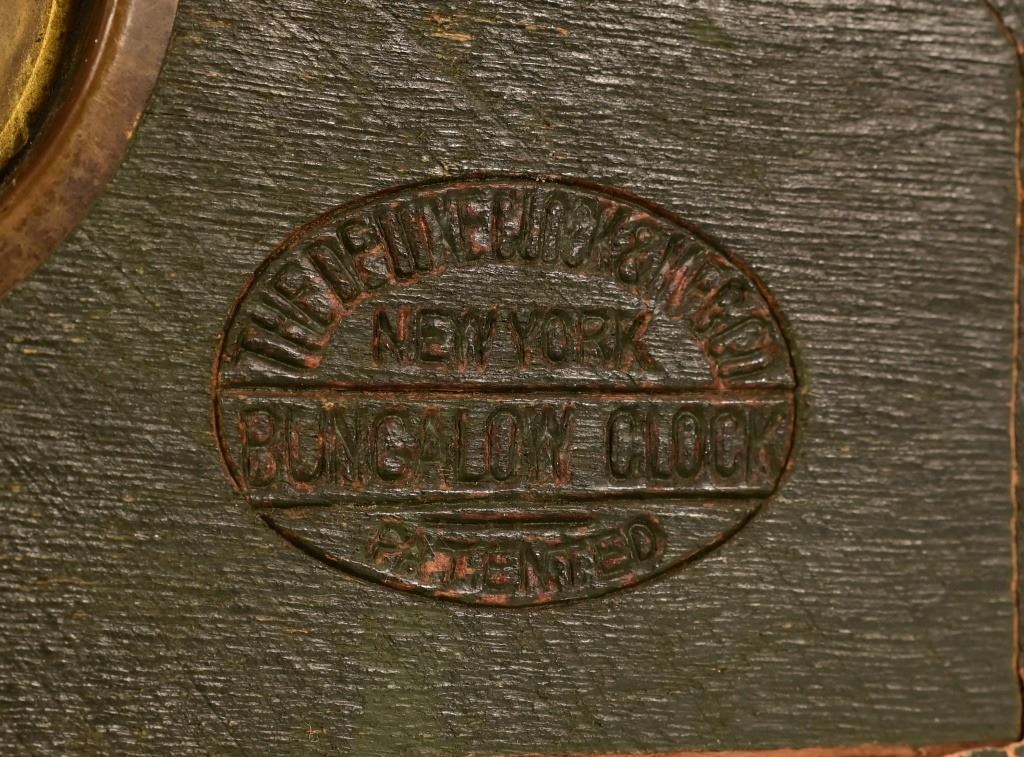 THE DE LUXE CLOCK & MFG. CO.
NEW YORK
BUNGALOW CLOCK
PATENTED